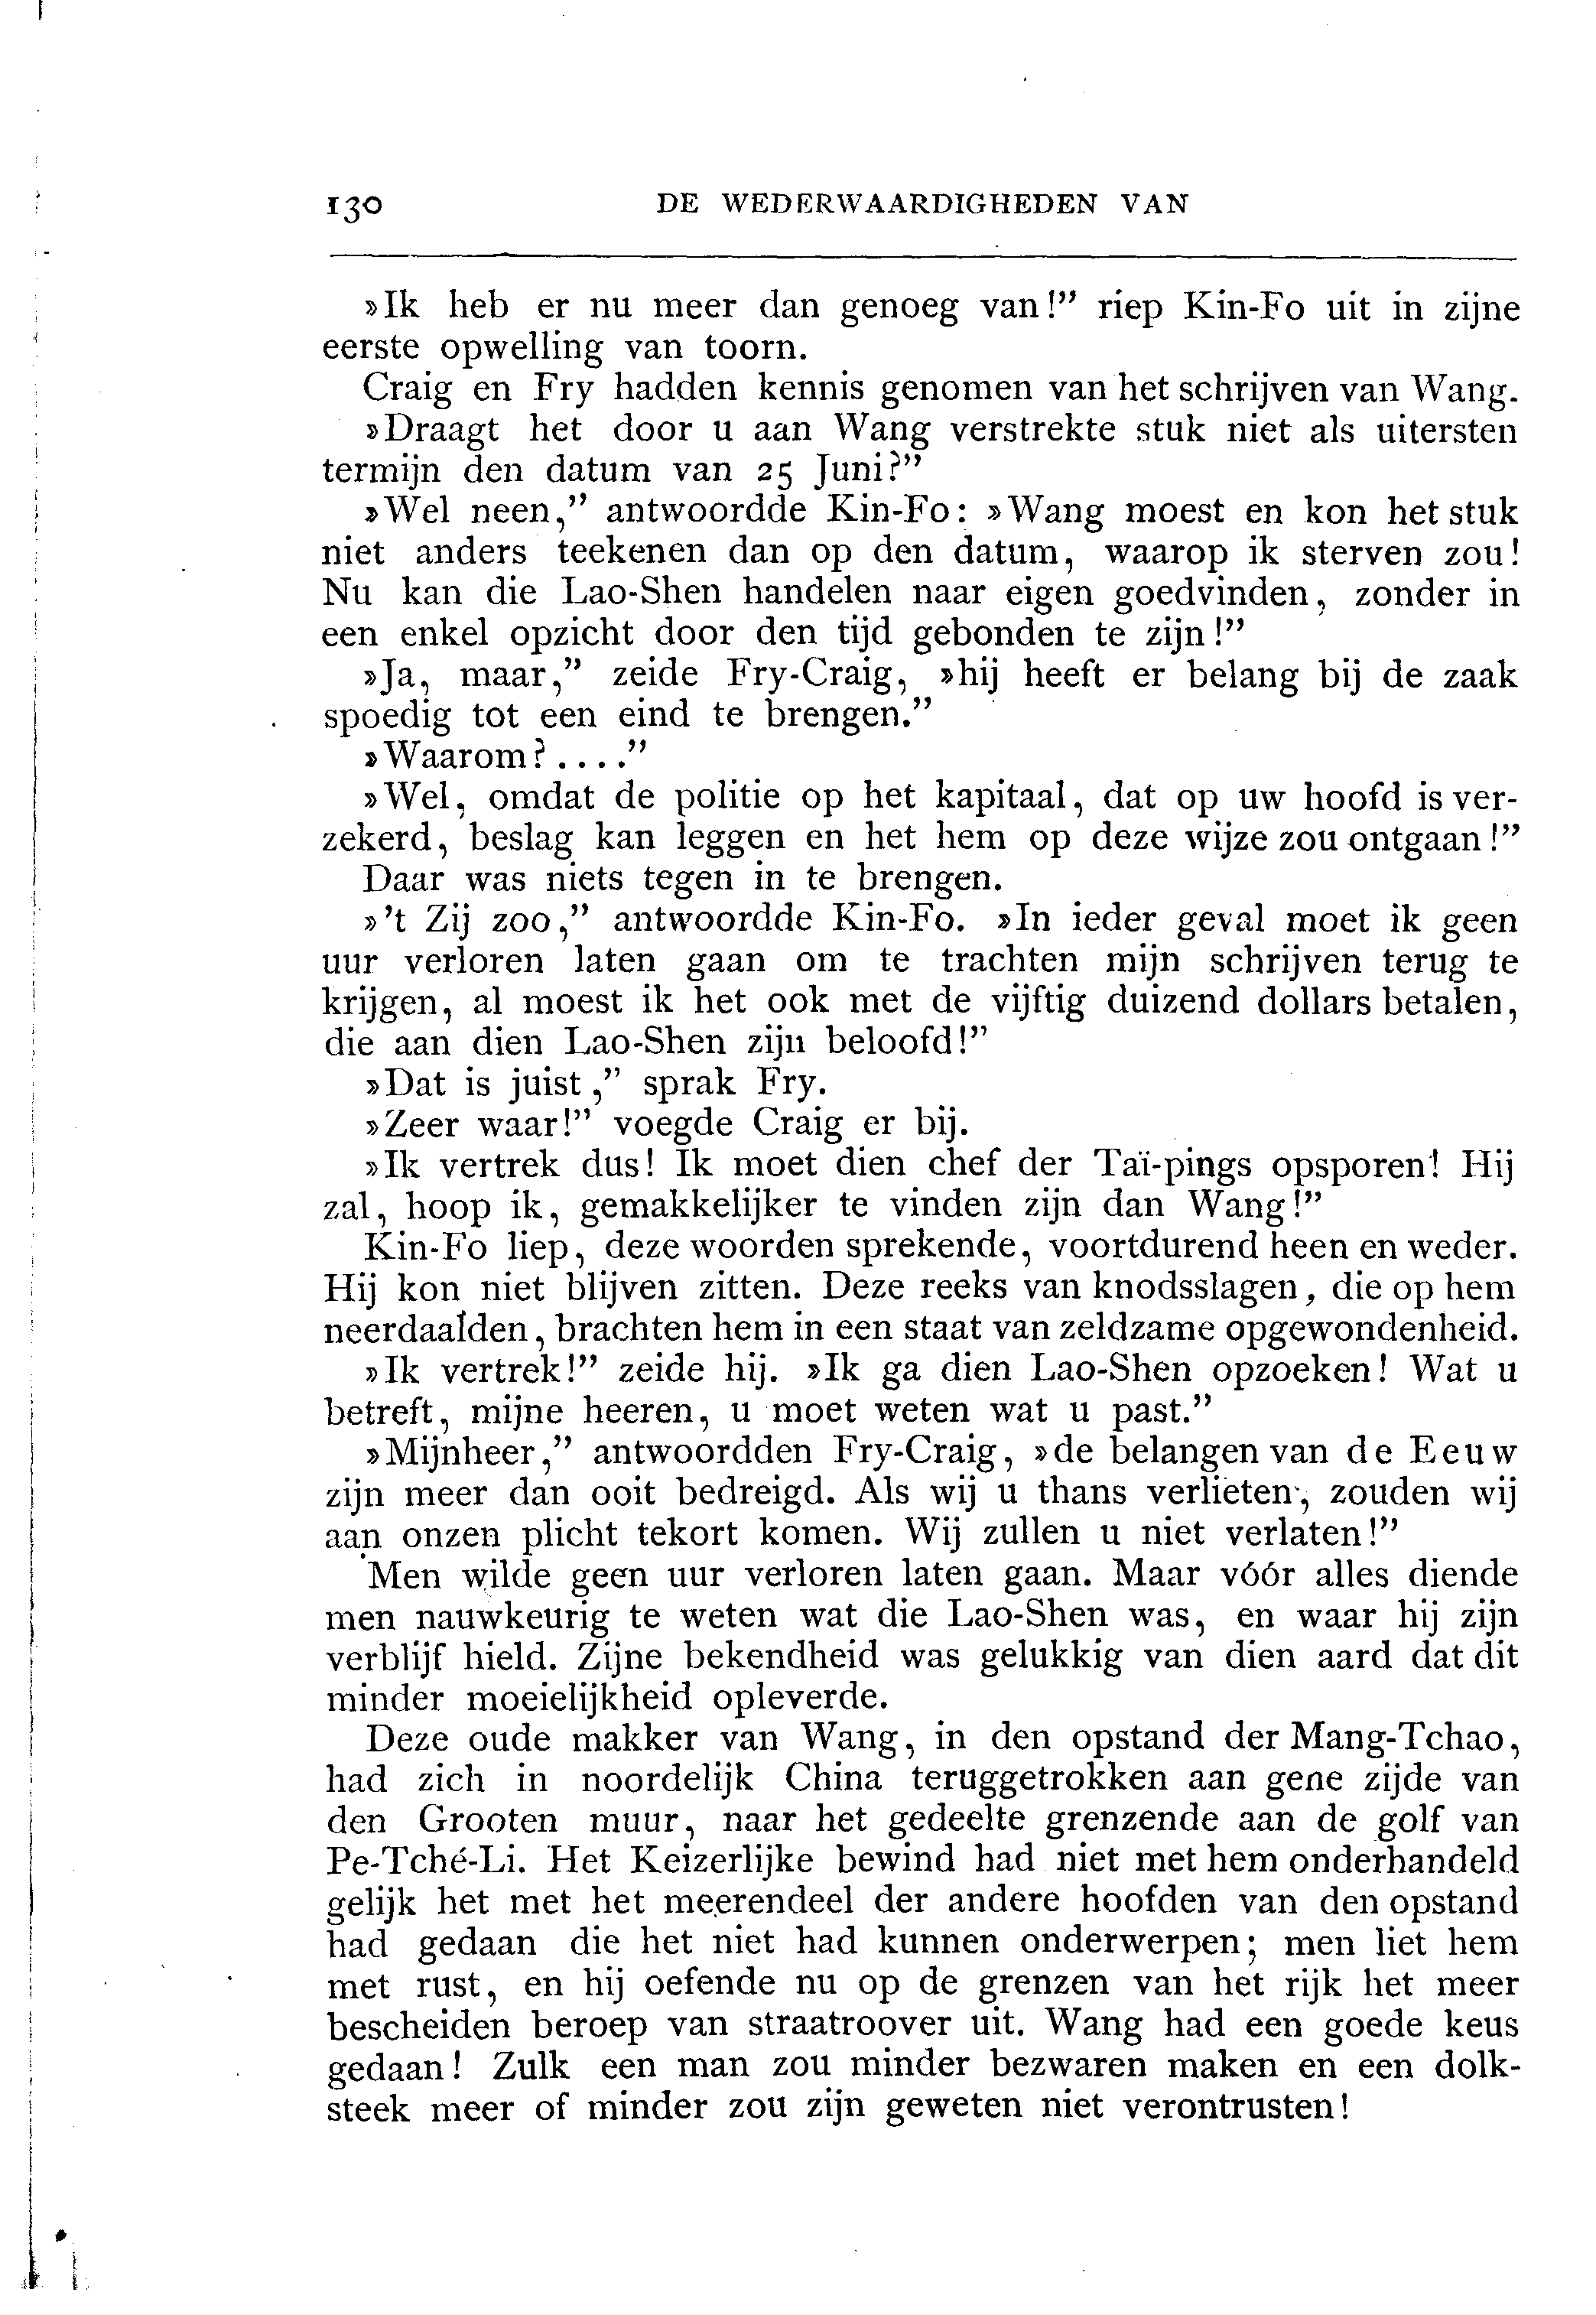 130 DE WEDERWAARDIGHEDEN VAN
»Ik heb er nu meer dan genoeg van!” riep Kin-Fo uit in zijne
eerste opwelling van toorn.
Craig en Fry hadden kennis genomen van het schrijven van Wang.
»Draagt het door u aan Wang verstrekte stuk niet als uitersten
termijn den datum van 25 Juni?”
»Wel neen,” antwoordde Kin-Fo: »Wang moest en kon het stuk
niet anders teekenen dan op den datum, waarop ik sterven zou!
Nu kan die Lao-Shen handelen naar eigen goedvinden, zonder in
een enkel opzicht door den tijd gebonden te zijn!”
»Ja, maar,” zeide Fry-Craig, »hij heeft er belang bij de zaak
spoedig tot een eind te brengen.”
»Waarom?....”
»Wel, omdat de politie op het kapitaal, dat op uw hoofd is ver-
zekerd, beslag kan leggen en het hem op deze wijze zou ontgaan!”
Daar was niets tegen in te brengen.
»’t Zij zoo,” antwoordde Kin-Fo. »In ieder geval moet ik geen
uur verloren laten gaan om te trachten mijn schrijven terug te
krijgen, al moest ik het ook met de vijftig duizend dollars betalen,
die aan dien Lao-Shen zijn beloofd!”
»Dat is juist,” sprak Fry.
»Zeer waar!” voegde Craig er bij.
»Ik vertrek dus! Ik moet dien chef der Taï-pings opsporen! Hij
zal, hoop ik, gemakkelijker te vinden zijn dan Wang!”
Kin-Fo liep, deze woorden sprekende, voortdurend heen en weder.
Hij kon niet blijven zitten. Deze reeks van knodsslagen, die op hem
neerdaalden, brachten hem in een staat van zeldzame opgewondenheid.
»Ik vertrek!” zeide hij. »Ik ga dien Lao-Shen opzoeken! Wat u
betreft, mijne heeren, u moet weten wat u past.”
»Mijnheer,” antwoordden Fry-Craig, »de belangen van de Eeuw
zijn meer dan ooit bedreigd. Als wij u thans verlieten, zouden wij
aan onzen plicht tekort komen. Wij zullen u niet verlaten!”
Men wilde geen uur verloren laten gaan. Maar vóór alles diende
men nauwkeurig te weten wat die Lao-Shen was, en waar hij zijn
verblijf hield. Zijne bekendheid was gelukkig van dien aard dat dit
minder moeielijkheid opleverde.
Deze oude makker van Wang, in den opstand der Mang-Tchao,
had zich in noordelijk China teruggetrokken aan gene zijde van
den Grooten muur, naar het gedeelte grenzende aan de golf van
Pe-Tché-Li. Het Keizerlijke bewind had niet met hem onderhandeld
gelijk het met het meerendeel der andere hoofden van den opstand
had gedaan die het niet had kunnen onderwerpen; men liet hem
met rust, en hij oefende nu op de grenzen van het rijk het meer
bescheiden beroep van straatroover uit. Wang had een goede keus
gedaan! Zulk een man zou minder bezwaren maken en een dolk-
steek meer of minder zou zijn geweten niet verontrusten!